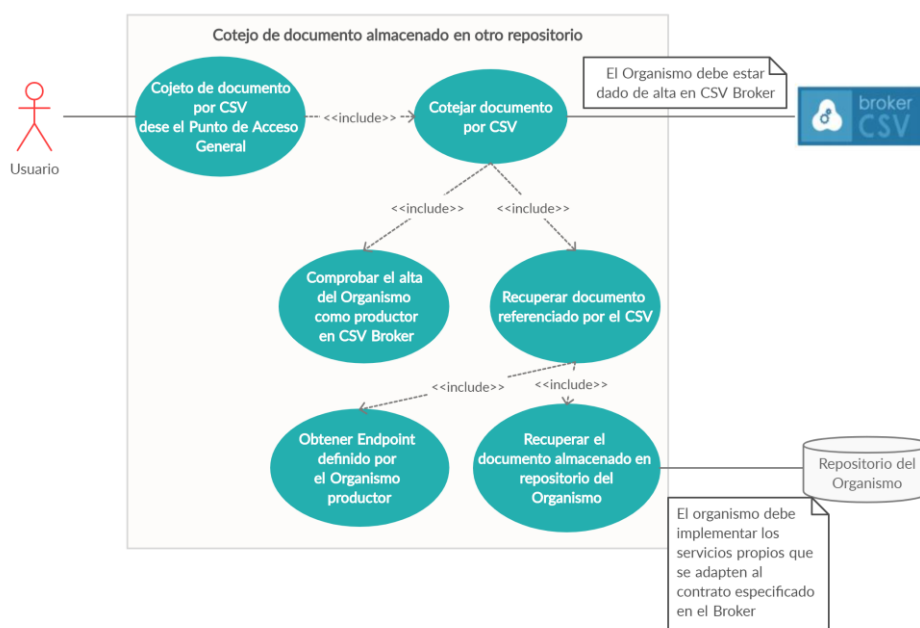 Cotejo de documento almacenado en otro repositorio
El Organismo debe estar
dado de alta en CSV Broker
Cojeto de documento
por CSV
dese el Punto de Acceso
General
<<include>>
Cotejar documento
por CSV
broker
CSV
Usuario
<<include>>
<<include>>
Comprobar el alta
del Organismo
como productor
en CSV Broker
Recuperar documento
referenciado por el CSV
<<include>>
<<include>>
Obtener Endpoint
definido por
el Organismo
productor
Recuperar el
documento almacenado en
repositorio del
Organismo
Repositorio del
Organismo
El organismo debe
implementar los
servicios propios que
se adapten al
contrato especificado
en el Broker